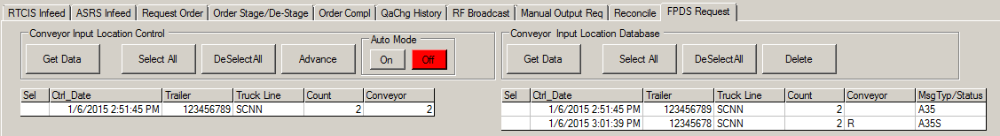 RTCIS Infeed ASRS Infeed Request Order Order Stage/De-Stage Order Compl QaChg History RF Broadcast Manual Output Req Reconcile FPDS Request
Conveyor Input Location Control
Auto Mode
Get Data Select All DeSelectAll Advance On Off
Sel Ctrl_Date Trailer Truck Line Count Conveyor
1/6/2015 2:51:45 PM 123456789 SCNN 2 2
Conveyor Input Location Database
Get Data Select All DeSelectAll Delete
Sel Ctrl_Date Trailer Truck Line Count Conveyor MsgTyp/Status
1/6/2015 2:51:45 PM 123456789 SCNN 2 A35
1/6/2015 3:01:39 PM 12345678 SCNN 2 R A35S